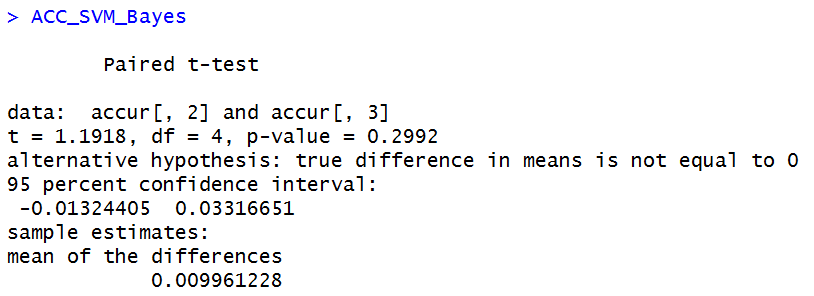 > ACC_SVM_Bayes
Paired t-test
data:  accur[, 2] and accur[, 3]
t = 1.1918, df = 4, p-value = 0.2992
alternative hypothesis: true difference in means is not equal to 0
95 percent confidence interval:
-0.01324405  0.03316651
sample estimates:
mean of the differences
0.009961228